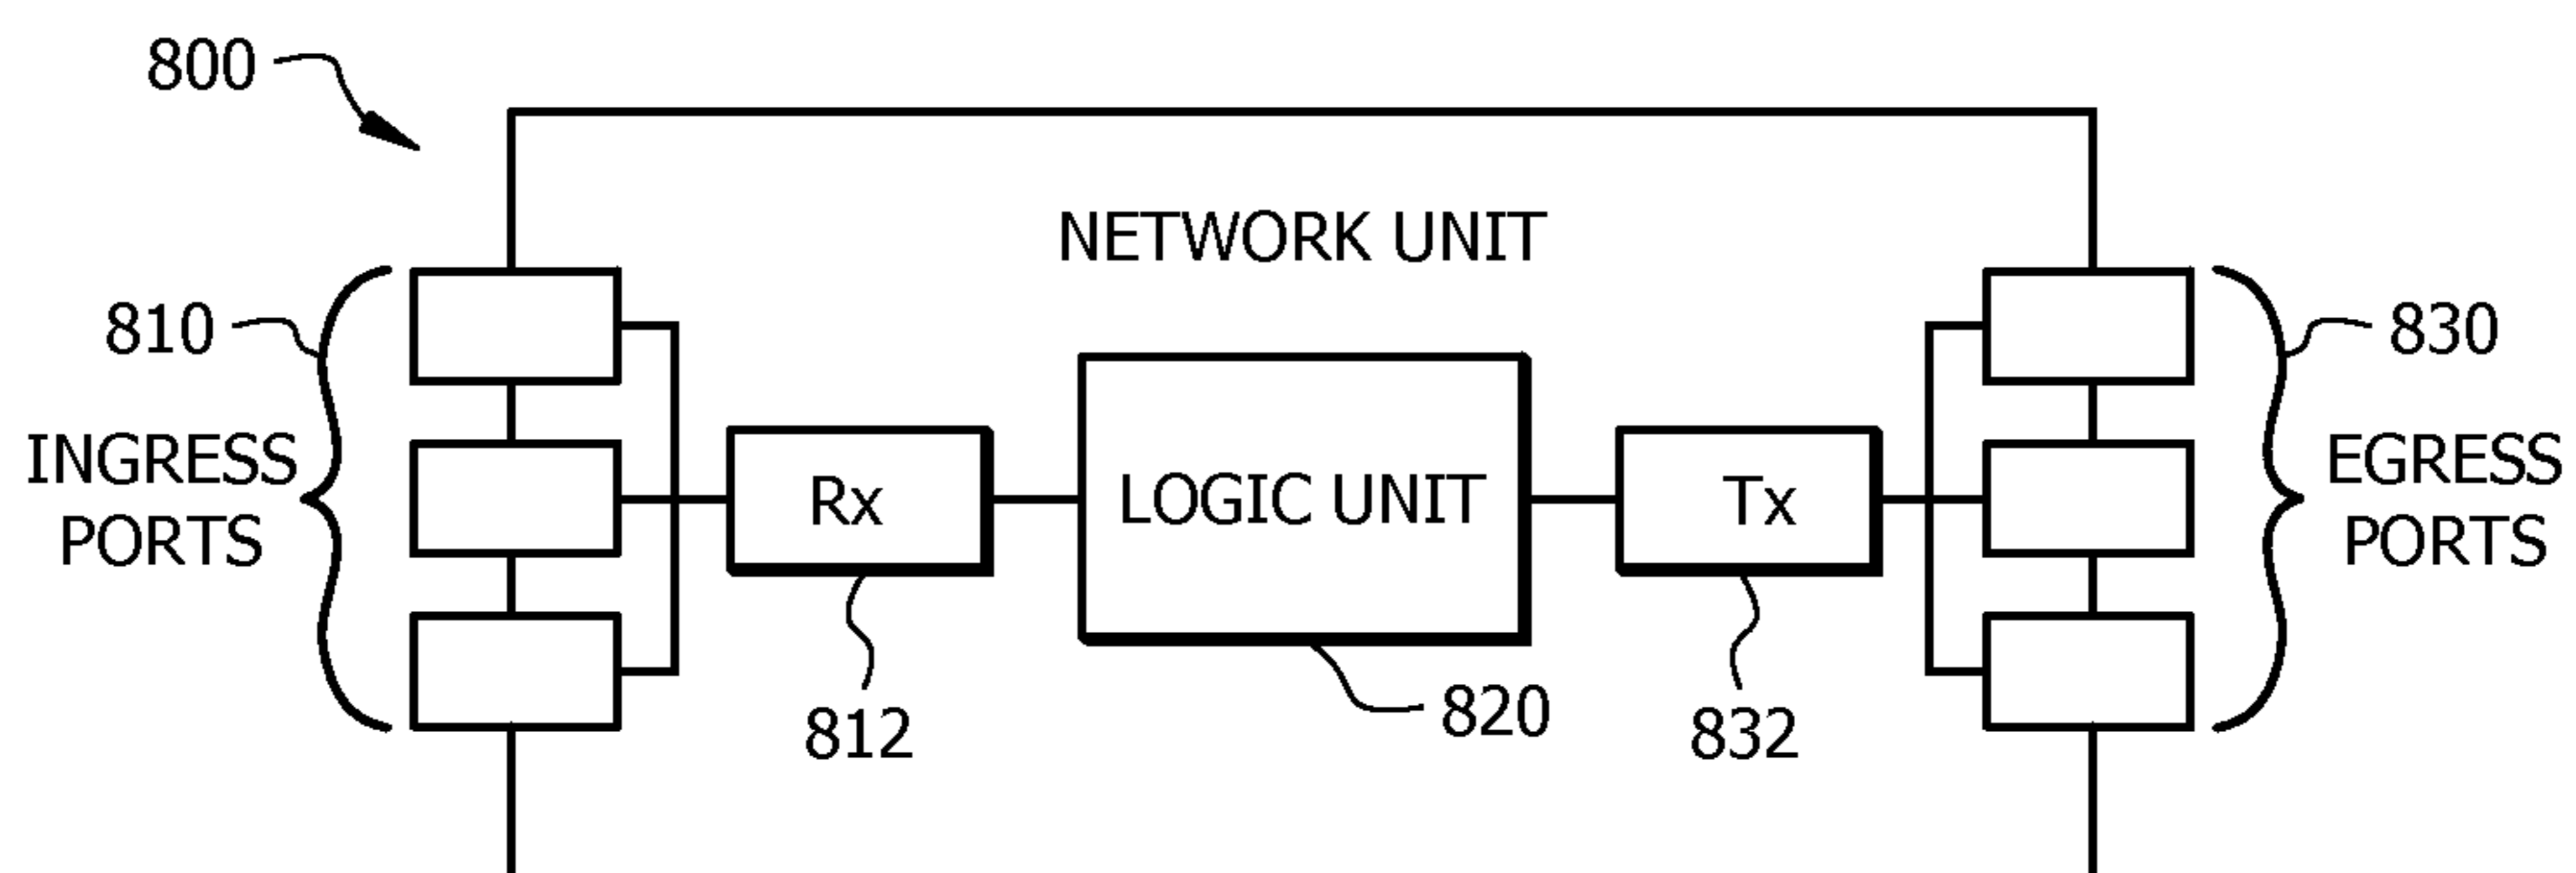 800
NETWORK UNIT
810
830
INGRESS
PORTS
Rx
LOGIC UNIT
Tx
EGRESS
PORTS
812
820
832